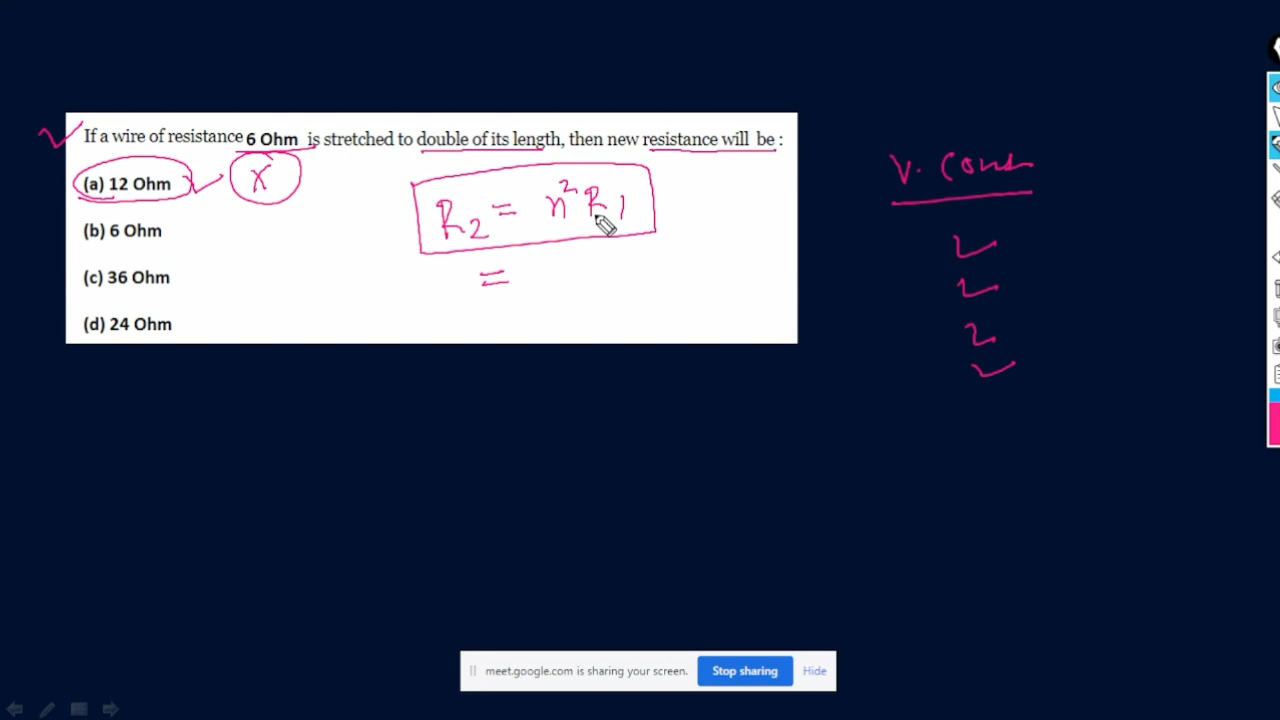 If a wire of resistance 6 Ohm is stretched to double of its length, then new resistance will be :
(a) 12 Ohm
x
(b) 6 Ohm
(c) 36 Ohm
(d) 24 Ohm
R₂ = n²R₁
=
V. Const
meet.google.com is sharing your screen.
Stop sharing
Hide